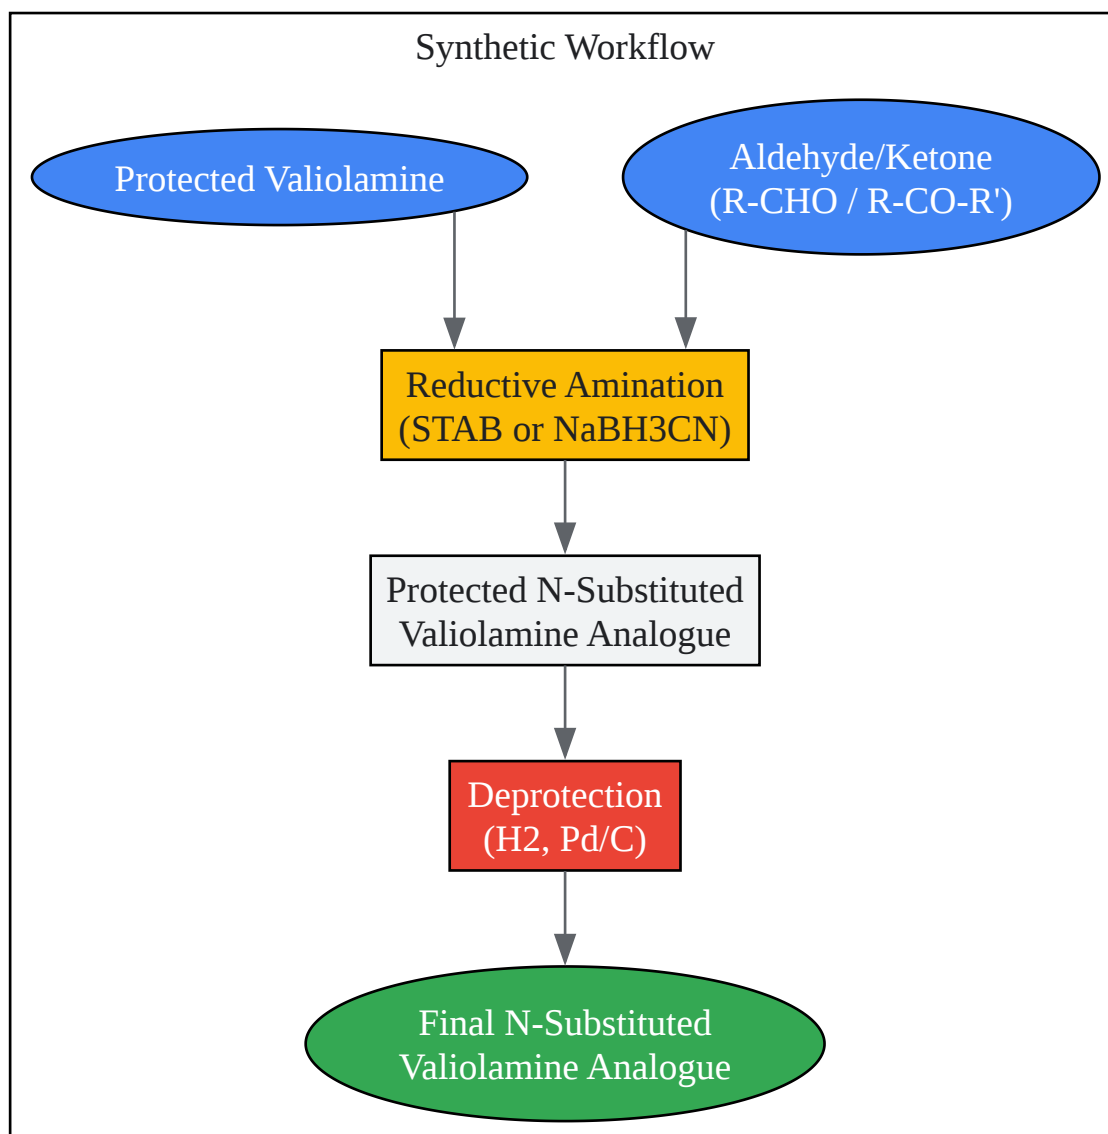 Synthetic Workflow
Protected Valiolamine
Aldehyde/Ketone
(R-CHO / R-CO-R')
Reductive Amination
(STAB or NaBH3CN)
Protected N-Substituted
Valiolamine Analogue
Deprotection
(H2, Pd/C)
Final N-Substituted
Valiolamine Analogue